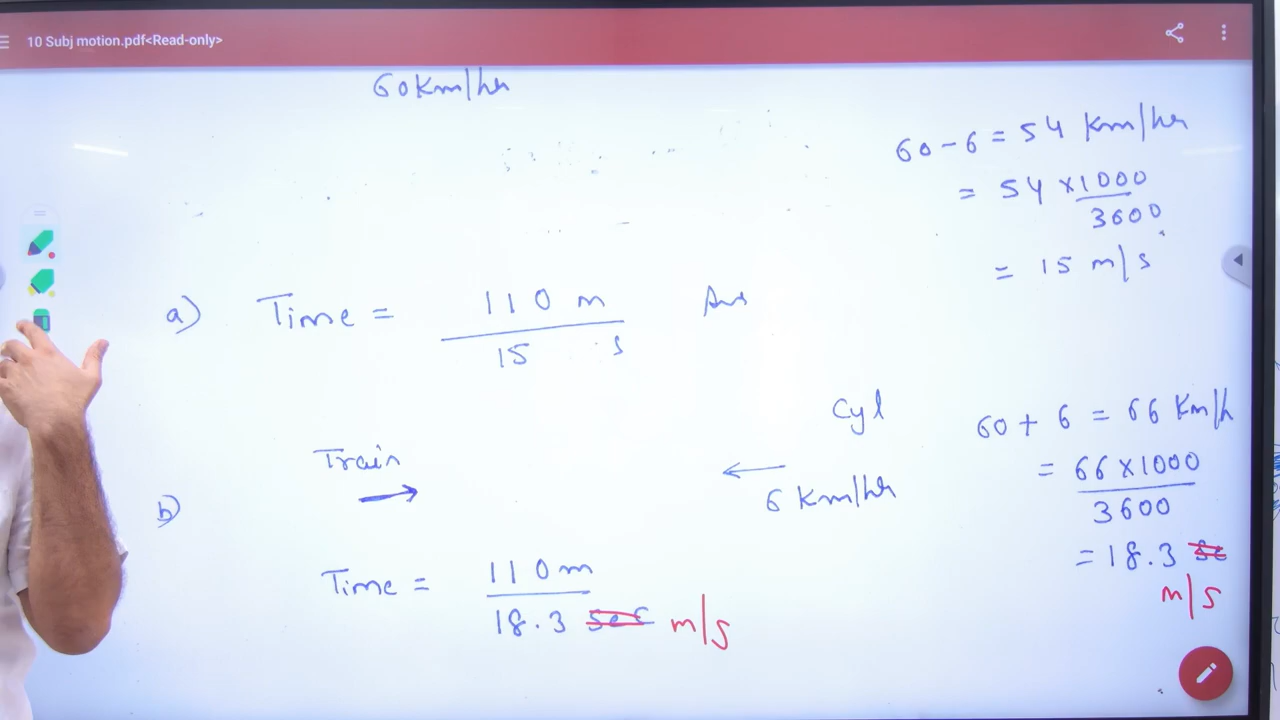 10 Subj motion.pdf<Read-only>
60 Km/hr
60 - 6 = 54 Km/hr
= 54 × 1000
3600
= 15 m/s
a) Time = 110 m Ans
15 s
Cyl
60 + 6 = 66 Km/h
= 66 × 1000
3600
= 18.3
m/s
Train
→
←
6 Km/hr
b)
Time = 110 m
18.3 sec m/s